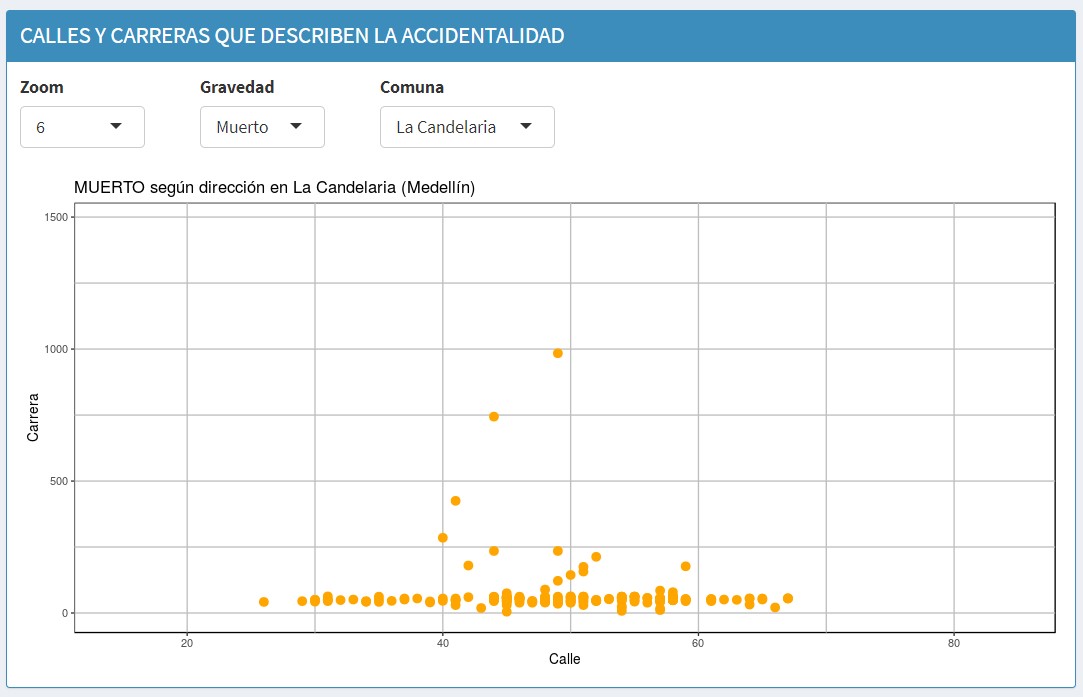 CALLES Y CARRERAS QUE DESCRIBEN LA ACCIDENTALIDAD
Zoom Gravedad Comuna
6 Muerto La Candelaria
MUERTO según dirección en La Candelaria (Medellín)
1500
1000
500
0
Carrera
20 40 60 80
Calle